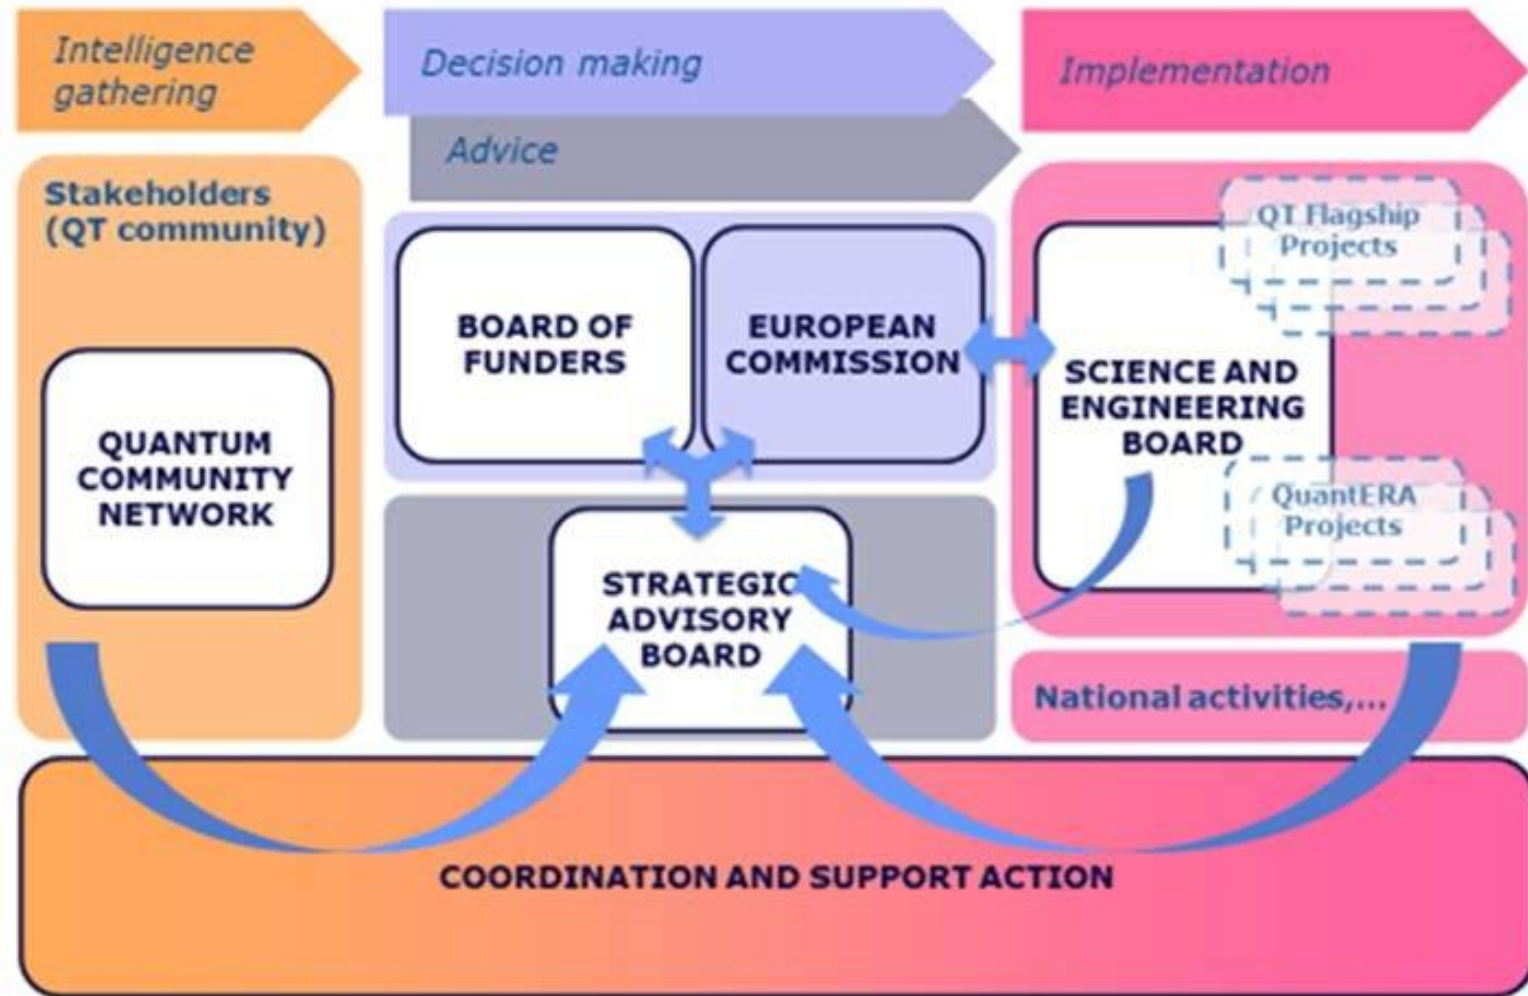 Intelligence
gathering
Decision making
Advice
Implementation
Stakeholders
(QT community)
QUANTUM
COMMUNITY
NETWORK
BOARD OF
FUNDERS
EUROPEAN
COMMISSION
STRATEGIC
ADVISORY
BOARD
QT Flagship
Projects
SCIENCE AND
ENGINEERING
BOARD
QuantERA
Projects
National activities,...
COORDINATION AND SUPPORT ACTION